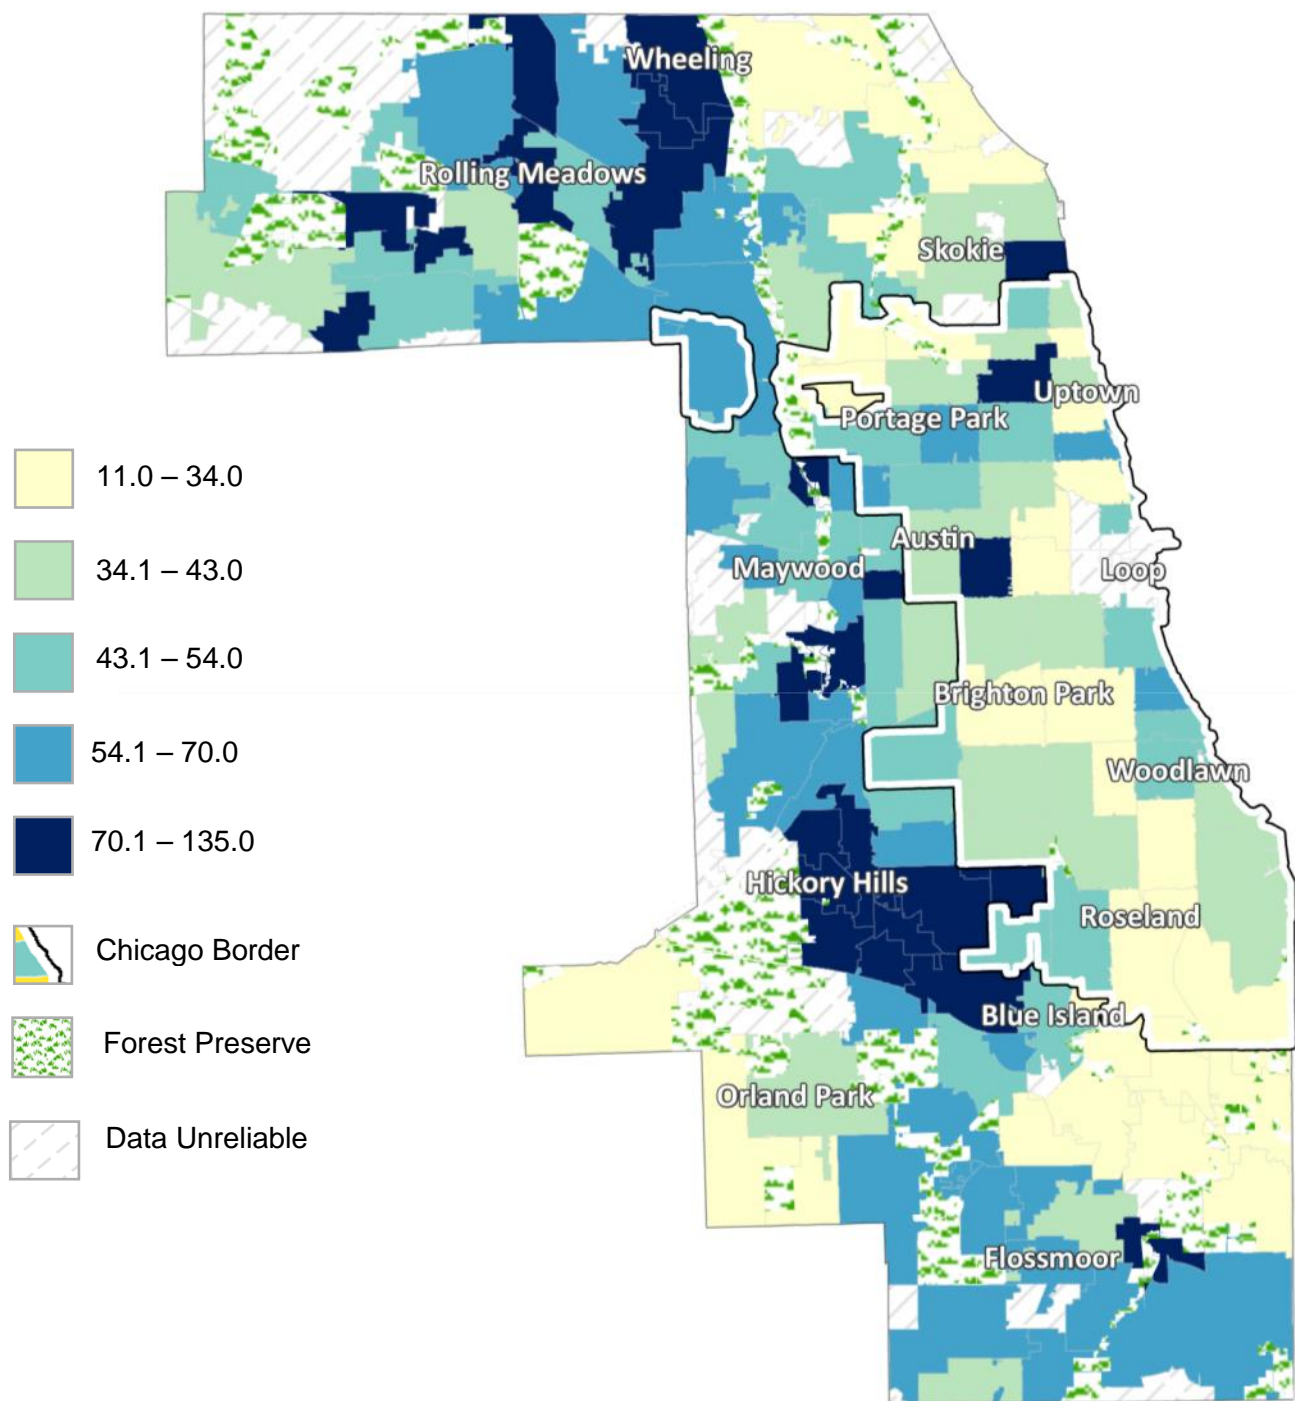 Wheeling
Rolling Meadows
Skokie
Uptown
Portage Park
11.0 – 34.0
Austin
34.1 – 43.0
Maywood
Loop
43.1 – 54.0
Brighton Park
54.1 – 70.0
Woodlawn
70.1 – 135.0
Hickory Hills
Roseland
Chicago Border
Blue Island
Forest Preserve
Orland Park
Data Unreliable
Flossmoor